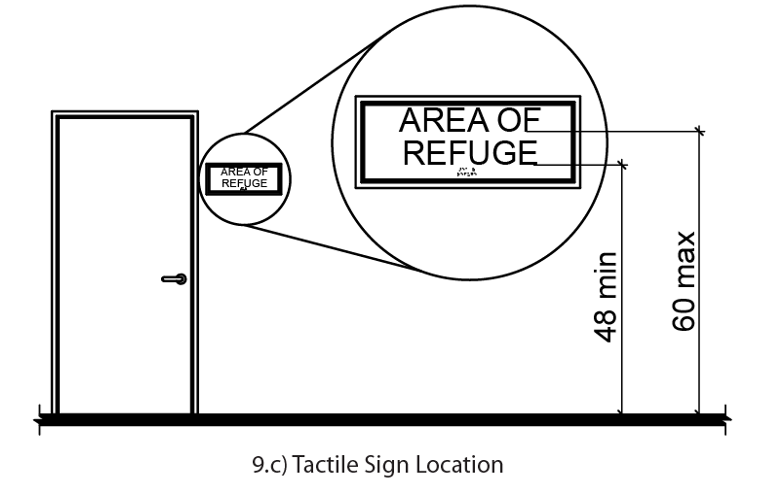 AREA OF
REFUGE
AREA OF
REFUGE
48 min
60 max
9.c) Tactile Sign Location